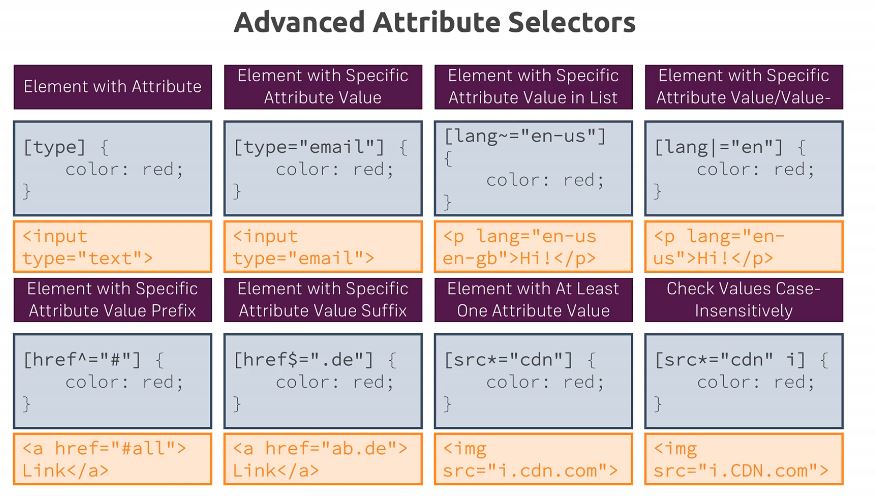 Advanced Attribute Selectors
Element with Attribute
[type] {
    color: red;
}
<input
type="text">
Element with Specific
Attribute Value
[type="email"] {
    color: red;
}
<input
type="email">
Element with Specific
Attribute Value in List
[lang~="en-us"]
{
    color: red;
}
<p lang="en-us
en-gb">Hi!</p>
Element with Specific
Attribute Value/Value-
[lang|="en"] {
    color: red;
}
<p lang="en-
us">Hi!</p>
Element with Specific
Attribute Value Prefix
[href^="#"] {
    color: red;
}
<a href="#all">
Link</a>
Element with Specific
Attribute Value Suffix
[href$=".de"] {
    color: red;
}
<a href="ab.de">
Link</a>
Element with At Least
One Attribute Value
[src*="cdn"] {
    color: red;
}
<img
src="i.cdn.com">
Check Values Case-
Insensitively
[src*="cdn" i] {
    color: red;
}
<img
src="i.CDN.com">